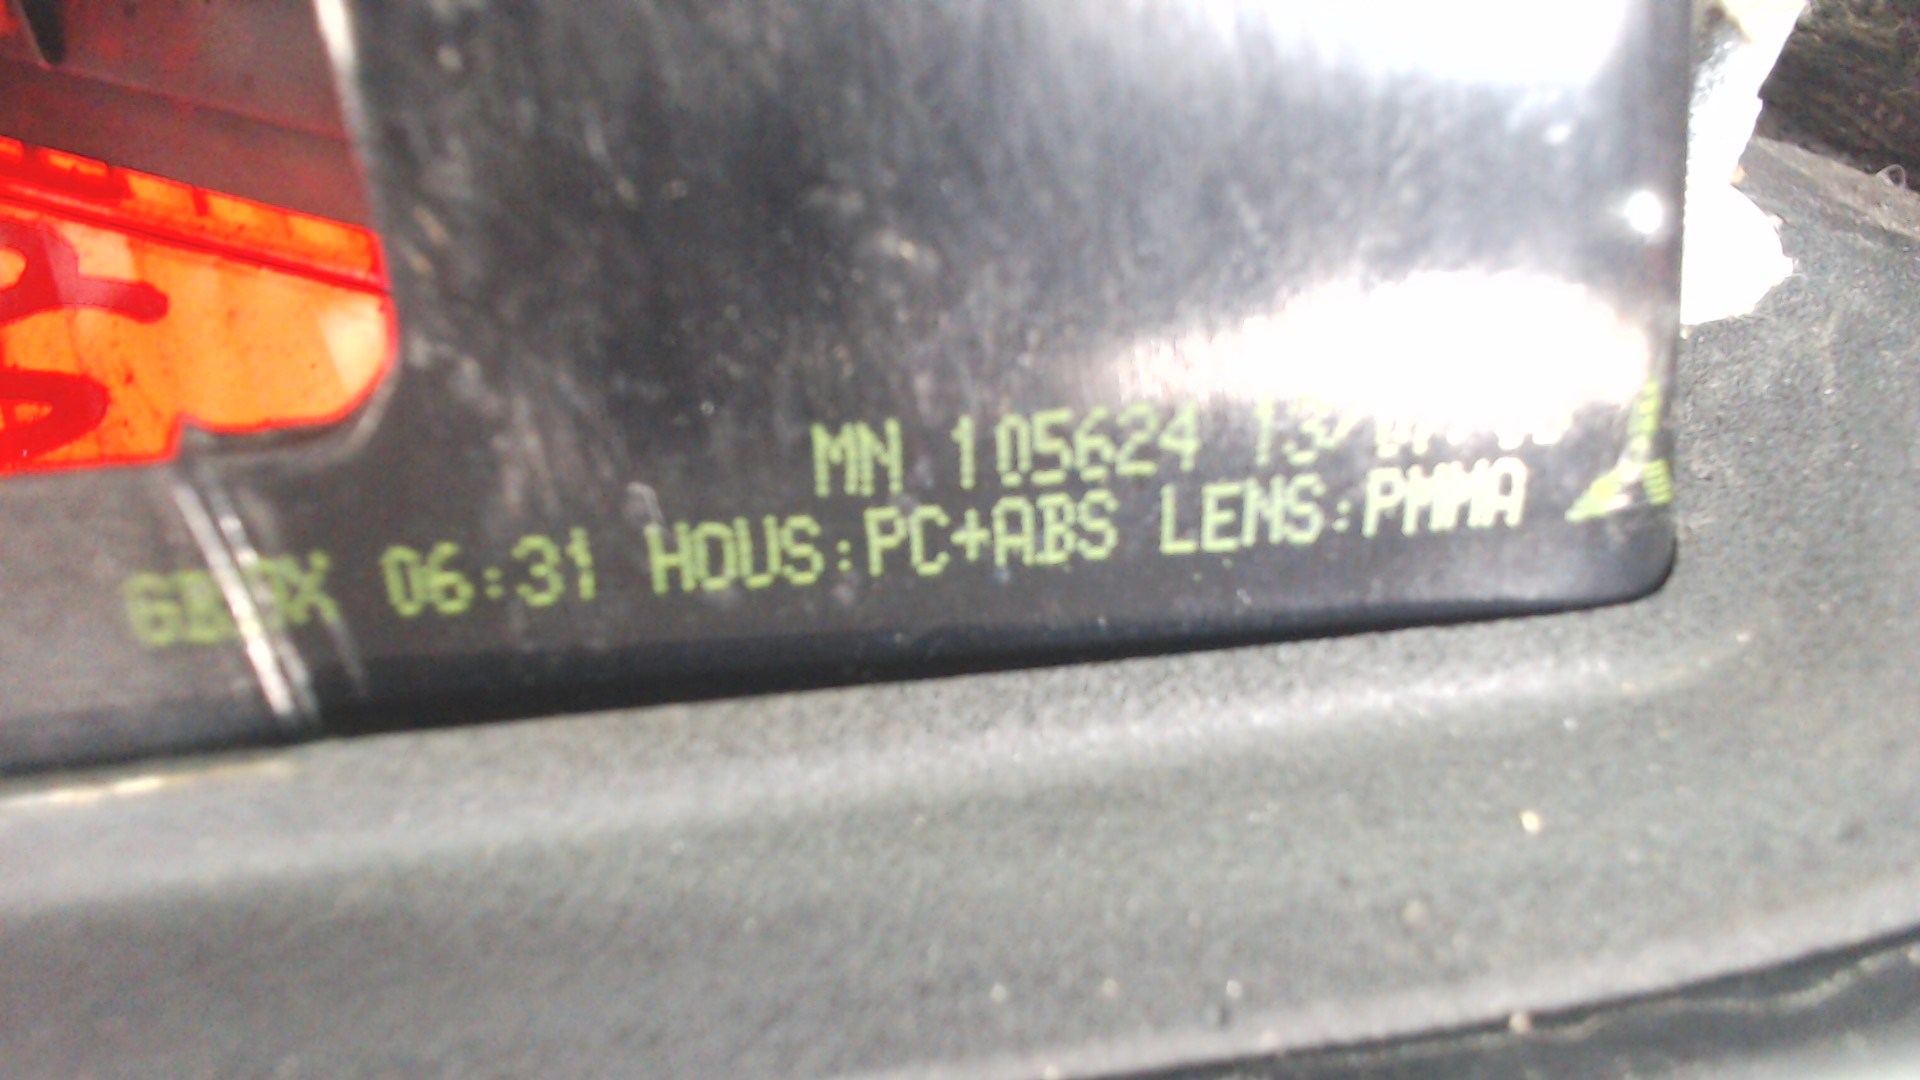 MN 105624
06:31 HOUS:PC+ABS LENS:PMMA